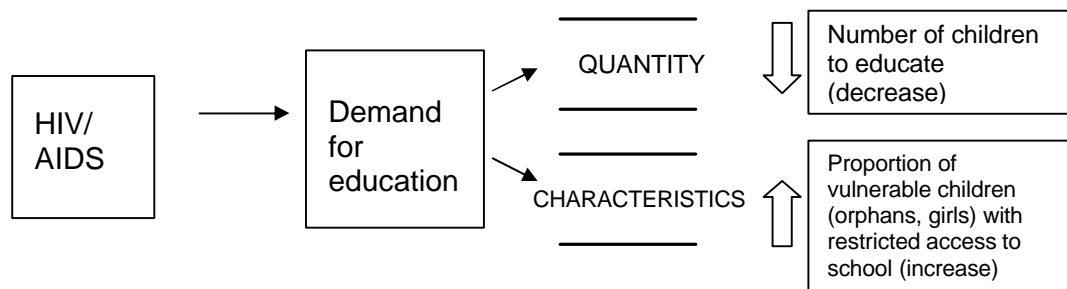 HIV/
AIDS
Demand
for
education
QUANTITY
Number of children
to educate
(decrease)
CHARACTERISTICS
Proportion of
vulnerable children
(orphans, girls) with
restricted access to
school (increase)